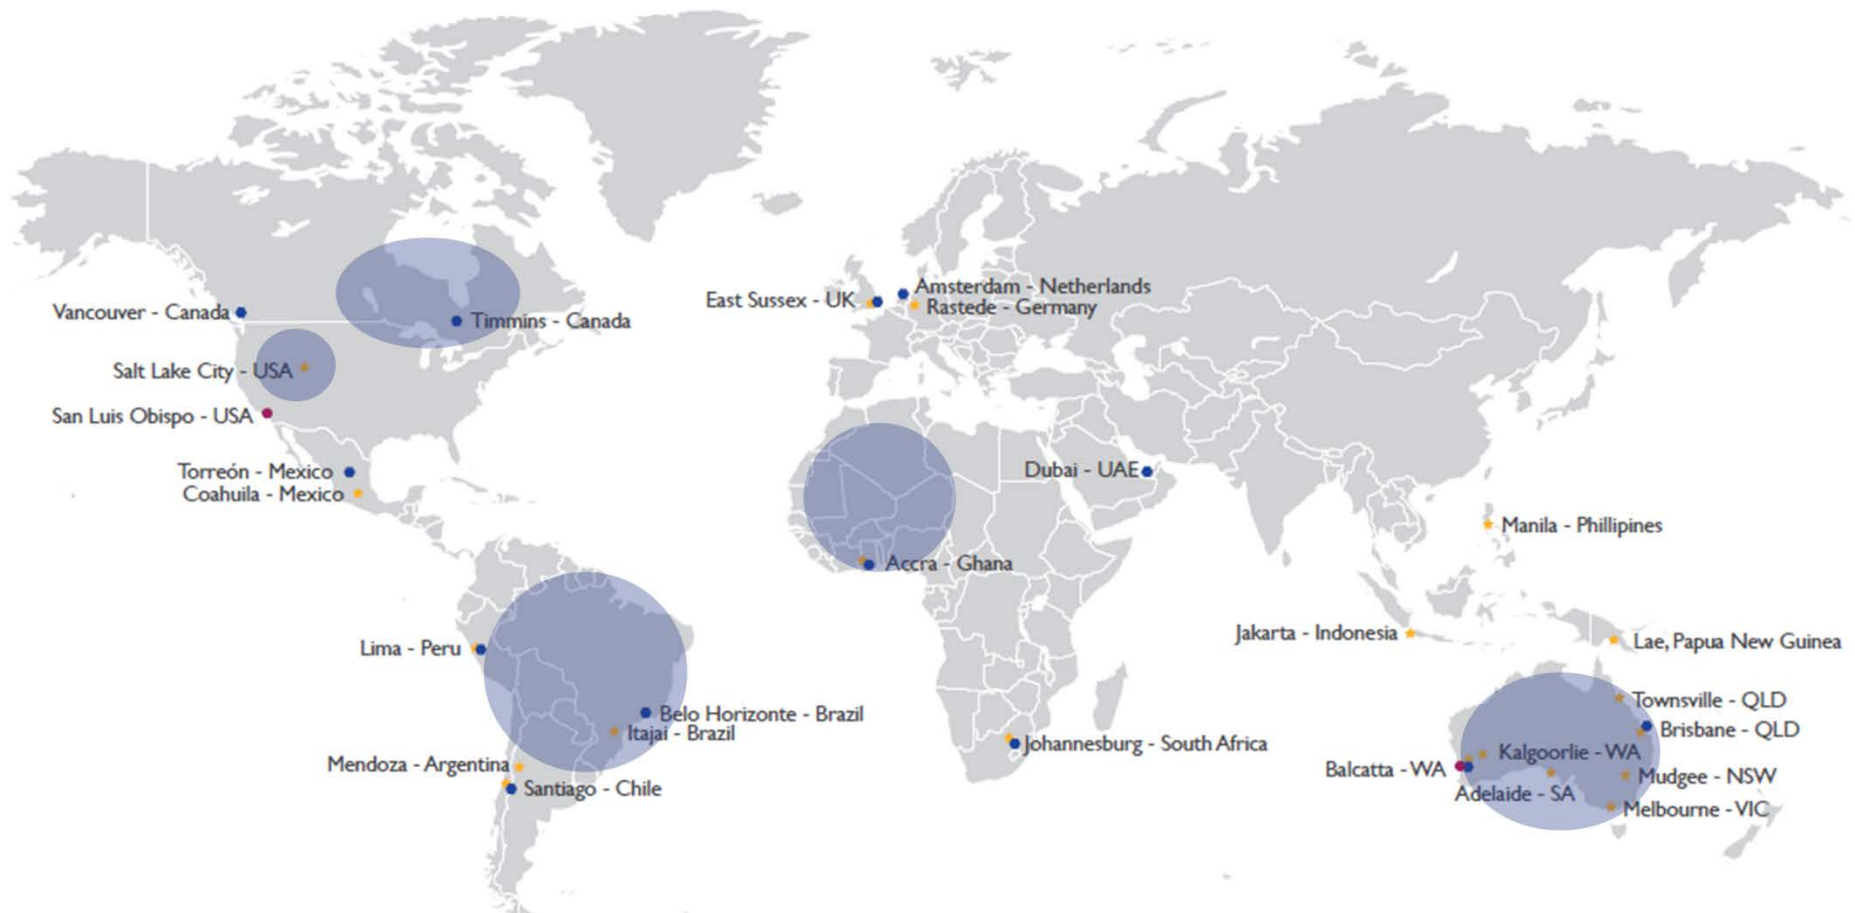 Vancouver - Canada
Timmins - Canada
Salt Lake City - USA
San Luis Obispo - USA
Torreón - Mexico
Coahuila - Mexico
Lima - Peru
Belo Horizonte - Brazil
Itajaí - Brazil
Mendoza - Argentina
Santiago - Chile
East Sussex - UK
Amsterdam - Netherlands
Rastede - Germany
Dubai - UAE
Accra - Ghana
Johannesburg - South Africa
Manila - Phillipines
Jakarta - Indonesia
Lae, Papua New Guinea
Townsville - QLD
Brisbane - QLD
Kalgoorlie - WA
Balcatta - WA
Mudgee - NSW
Adelaide - SA
Melbourne - VIC